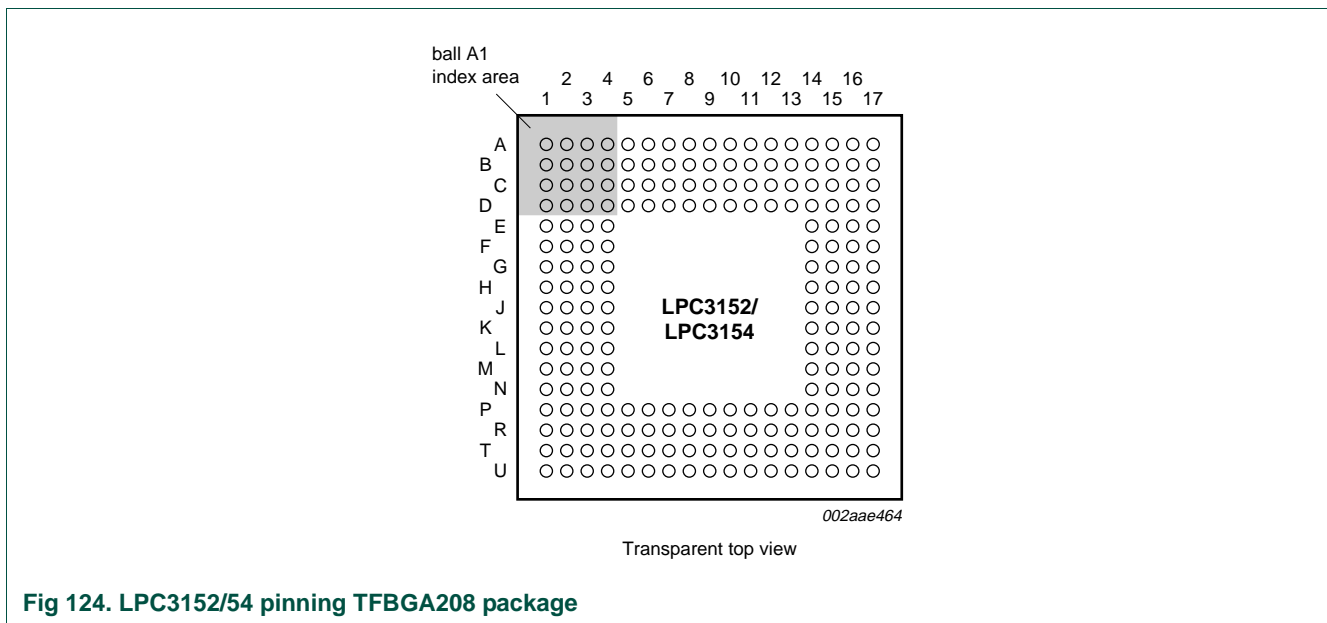 ball A1
index area
2 4 6 8 10 12 14 16
1 3 5 7 9 11 13 15 17
A
B
C
D
E
F
G
H
J
K
L
M
N
P
R
T
U
LPC3152/
LPC3154
002aae464
Transparent top view
Fig 124. LPC3152/54 pinning TFBGA208 package